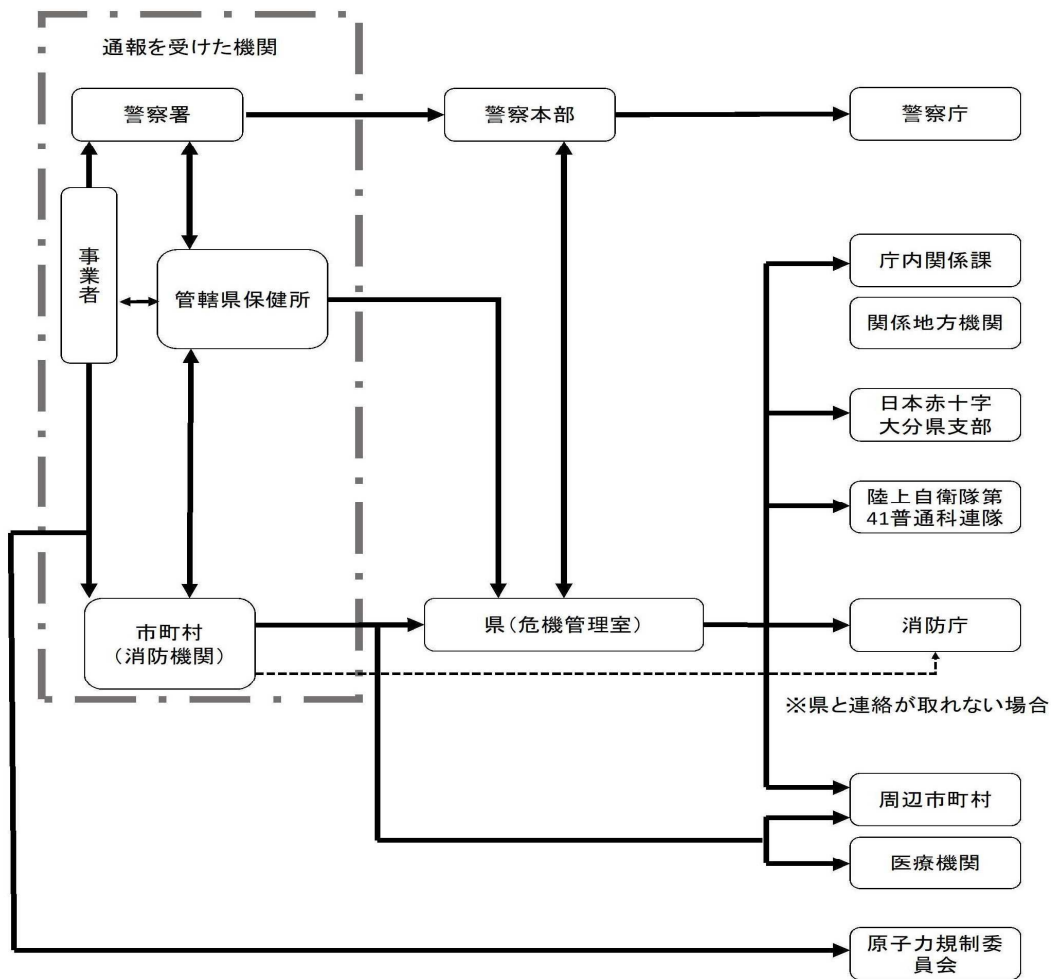 通報を受けた機関
警察署
警察本部
警察庁
事業者
管轄県保健所
庁内関係課
関係地方機関
日本赤十字
大分県支部
陸上自衛隊第
41普通科連隊
市町村
（消防機関）
県（危機管理室）
消防庁
※県と連絡が取れない場合
周辺市町村
医療機関
原子力規制委
員会